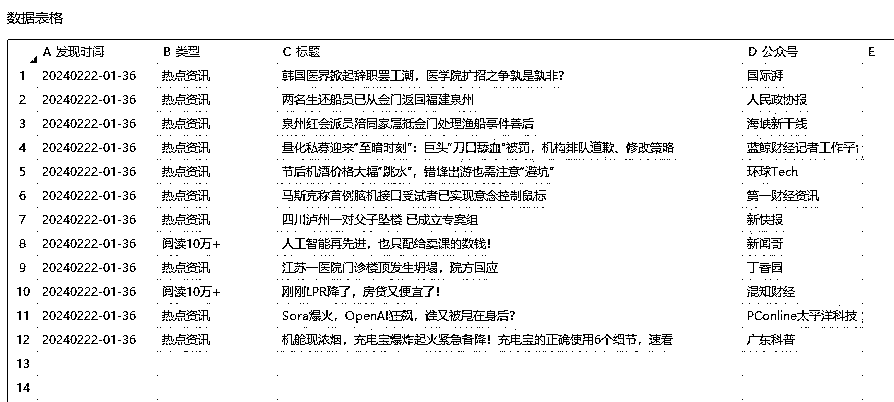 数据表格
A 发现时间 B 类型 C 标题 D 公众号 E
1 20240222-01-36 热点资讯 韩国医界掀起辞职罢工潮，医学院扩招之争孰是孰非？ 国际湃
2 20240222-01-36 热点资讯 两名生还船员已从金门返回福建泉州 人民政协报
3 20240222-01-36 热点资讯 泉州红会派员陪同家属抵金门处理渔船事件善后 海峡新干线
4 20240222-01-36 热点资讯 量化私募迎来"至暗时刻"：巨头"刀口舔血"被罚，机构排队道歉、修改策略 蓝鲸财经记者工作平台
5 20240222-01-36 热点资讯 节后机酒价格大幅"跳水"，错峰出游也需注意"避坑" 环球Tech
6 20240222-01-36 热点资讯 马斯克称首例脑机接口受试者已实现意念控制鼠标 第一财经资讯
7 20240222-01-36 热点资讯 四川泸州一对父子坠楼 已成立专案组 新快报
8 20240222-01-36 阅读10万+ 人工智能再先进，也只配给卖课的数钱！ 新闻哥
9 20240222-01-36 热点资讯 江苏一医院门诊楼顶发生坍塌，院方回应 丁香园
10 20240222-01-36 阅读10万+ 刚刚LPR降了，房贷又便宜了！ 混知财经
11 20240222-01-36 热点资讯 Sora爆火，OpenAI狂飙，谁又被甩在身后？ PConline太平洋科技
12 20240222-01-36 热点资讯 机舱现浓烟，充电宝爆炸起火紧急备降！充电宝的正确使用6个细节，速看 广东科普
13
14